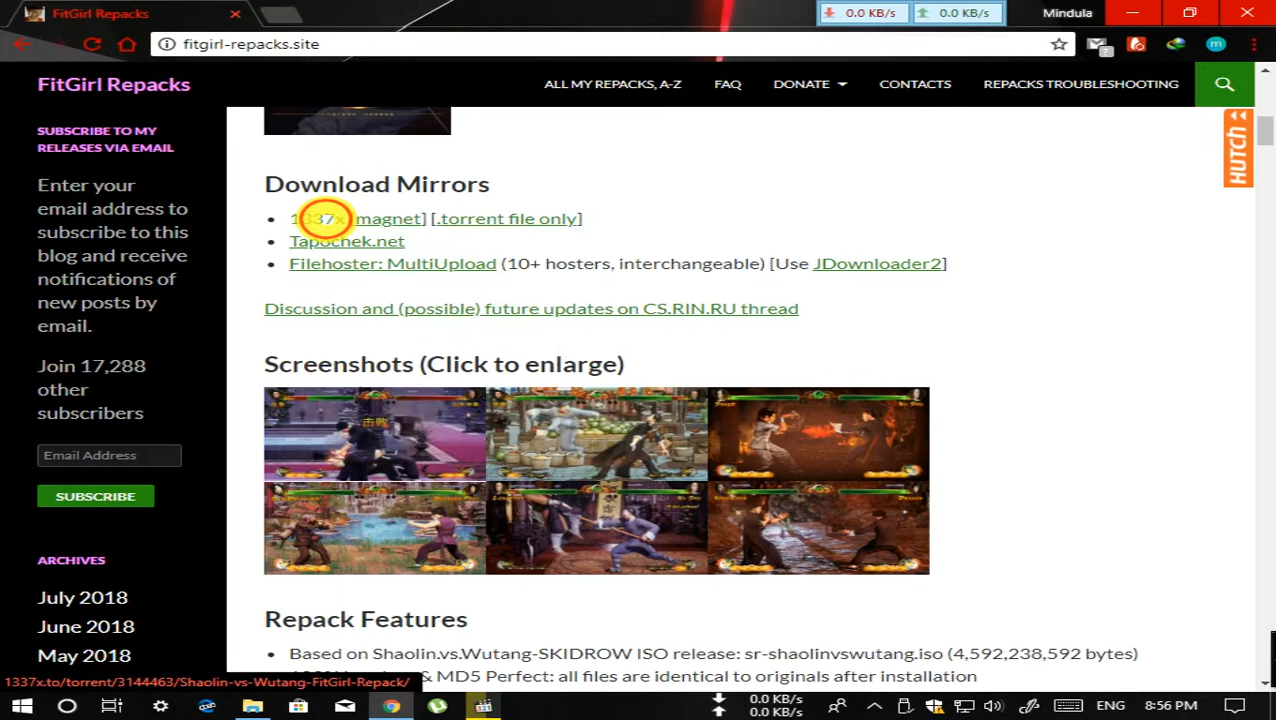 FitGirl Repacks
0.0 KB/s
0.0 KB/s
Mindula
fitgirl-repacks.site
FitGirl Repacks
ALL MY REPACKS, A-Z
FAQ
DONATE
CONTACTS
REPACKS TROUBLESHOOTING
HUTCH
SUBSCRIBE TO MY
RELEASES VIA EMAIL
Enter your
email address to
subscribe to this
blog and receive
notifications of
new posts by
email.
Join 17,288
other
subscribers
Email Address
SUBSCRIBE
ARCHIVES
July 2018
June 2018
May 2018
Download Mirrors
1337x [magnet] [.torrent file only]
Tapochek.net
Filehoster: MultiUpload (10+ hosters, interchangeable) [Use JDownloader2]
Discussion and (possible) future updates on CS.RIN.RU thread
Screenshots (Click to enlarge)
击败
Repack Features
Based on Shaolin.vs.Wutang-SKIDROW ISO release: sr-shaolinvswutang.iso (4,592,238,592 bytes)
& MD5 Perfect: all files are identical to originals after installation
1337x.to/torrent/3144463/Shaolin-vs-Wutang-FitGirl-Repack/
0.0 KB/s
0.0 KB/s
ENG
8:56 PM